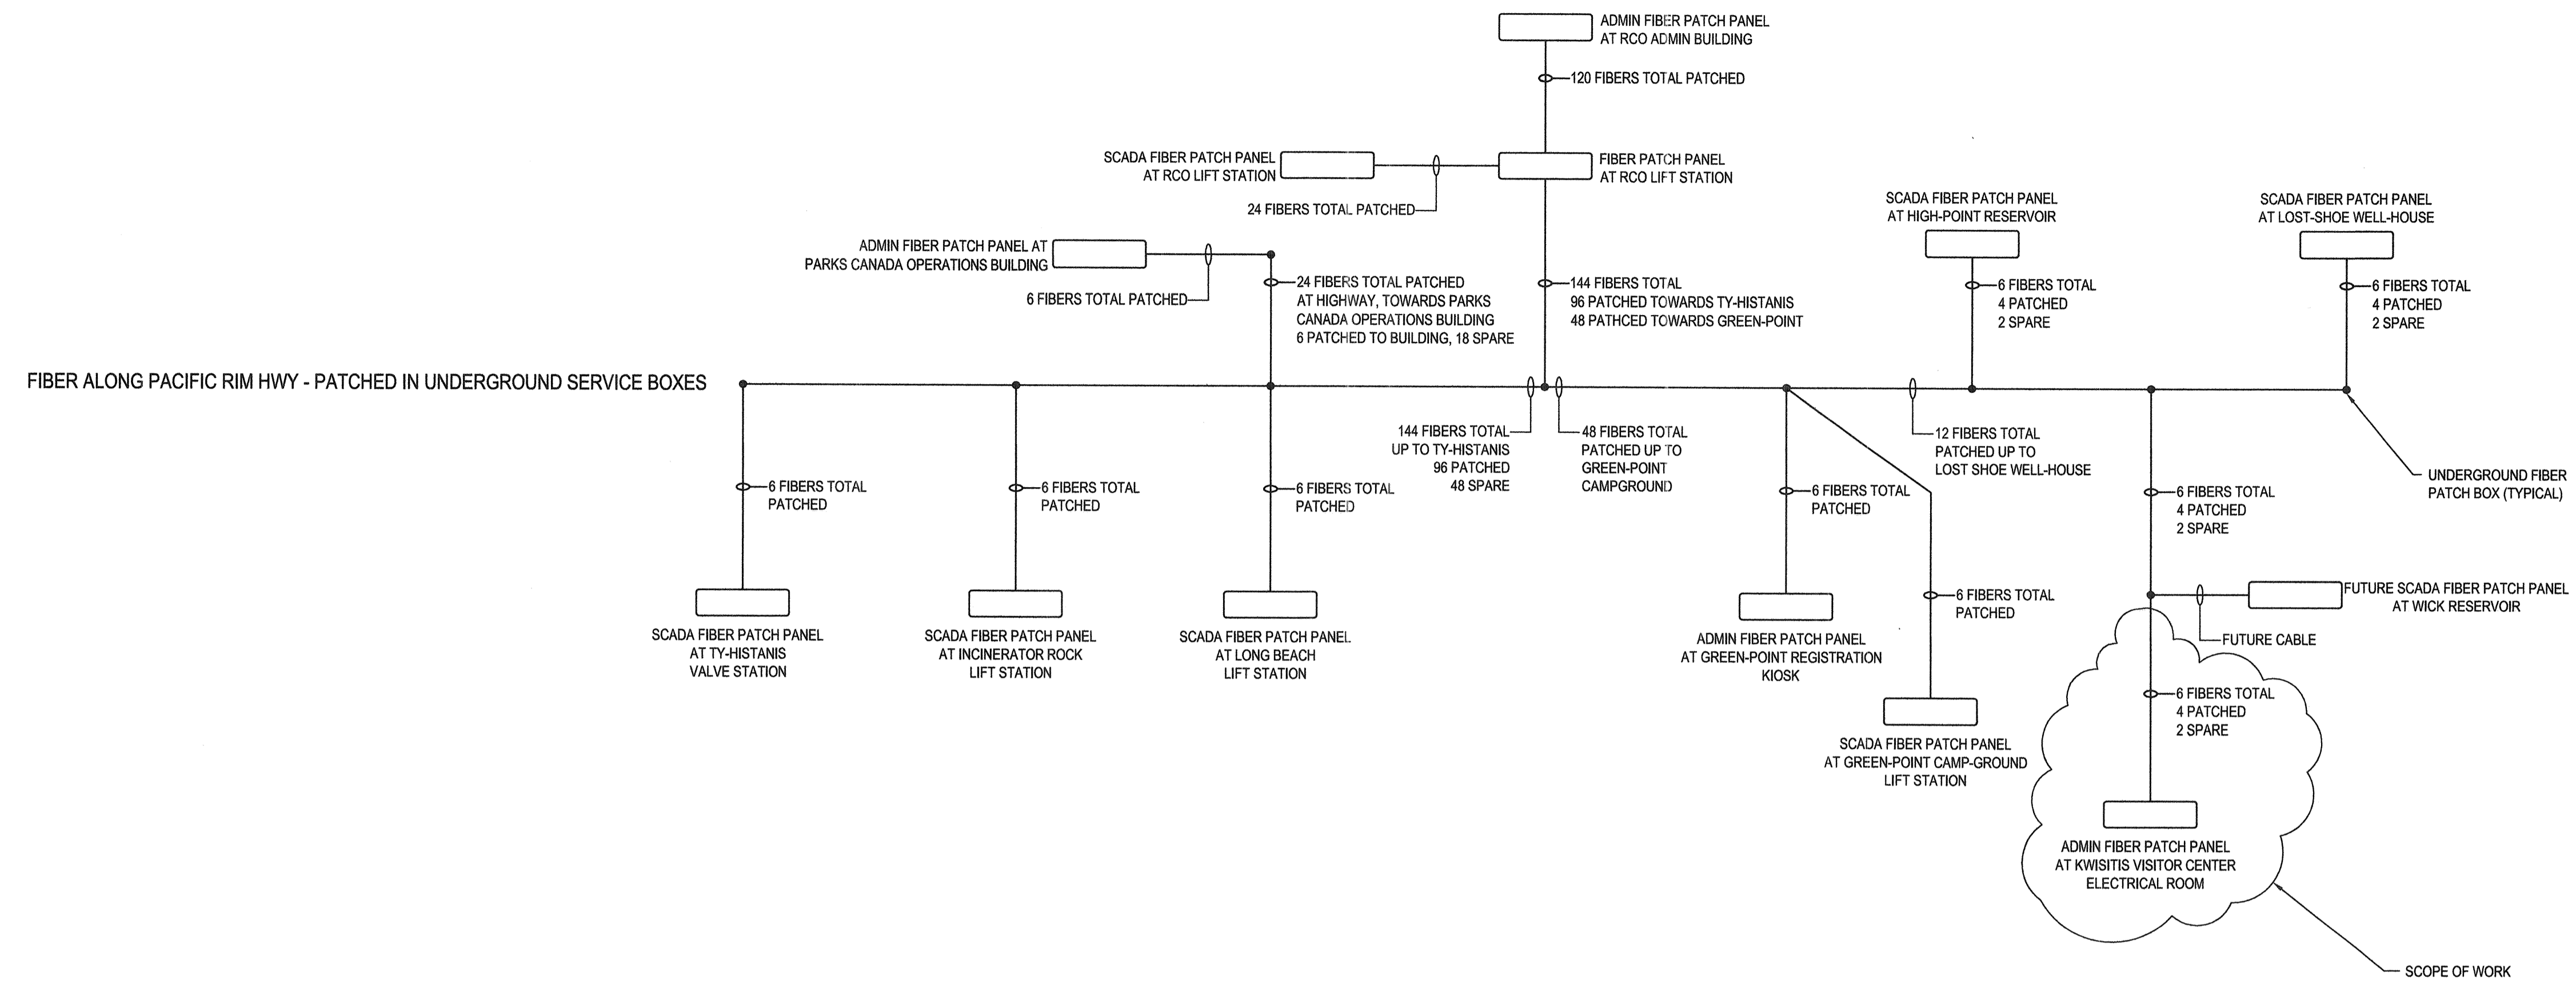 ADMIN FIBER PATCH PANEL
AT RCO ADMIN BUILDING
120 FIBERS TOTAL PATCHED
SCADA FIBER PATCH PANEL
AT RCO LIFT STATION
FIBER PATCH PANEL
AT RCO LIFT STATION
24 FIBERS TOTAL PATCHED
SCADA FIBER PATCH PANEL
AT HIGH-POINT RESERVOIR
SCADA FIBER PATCH PANEL
AT LOST-SHOE WELL-HOUSE
ADMIN FIBER PATCH PANEL AT
PARKS CANADA OPERATIONS BUILDING
6 FIBERS TOTAL PATCHED
24 FIBERS TOTAL PATCHED
AT HIGHWAY, TOWARDS PARKS
CANADA OPERATIONS BUILDING
6 PATCHED TO BUILDING, 18 SPARE
144 FIBERS TOTAL
96 PATCHED TOWARDS TY-HISTANIS
48 PATHCED TOWARDS GREEN-POINT
6 FIBERS TOTAL
4 PATCHED
2 SPARE
6 FIBERS TOTAL
4 PATCHED
2 SPARE
FIBER ALONG PACIFIC RIM HWY - PATCHED IN UNDERGROUND SERVICE BOXES
144 FIBERS TOTAL
UP TO TY-HISTANIS
96 PATCHED
48 SPARE
48 FIBERS TOTAL
PATCHED UP TO
GREEN-POINT
CAMPGROUND
12 FIBERS TOTAL
PATCHED UP TO
LOST SHOE WELL-HOUSE
UNDERGROUND FIBER
PATCH BOX (TYPICAL)
6 FIBERS TOTAL
PATCHED
6 FIBERS TOTAL
PATCHED
6 FIBERS TOTAL
PATCHED
6 FIBERS TOTAL
PATCHED
6 FIBERS TOTAL
4 PATCHED
2 SPARE
6 FIBERS TOTAL
PATCHED
FUTURE SCADA FIBER PATCH PANEL
AT WICK RESERVOIR
FUTURE CABLE
SCADA FIBER PATCH PANEL
AT TY-HISTANIS
VALVE STATION
SCADA FIBER PATCH PANEL
AT INCINERATOR ROCK
LIFT STATION
SCADA FIBER PATCH PANEL
AT LONG BEACH
LIFT STATION
ADMIN FIBER PATCH PANEL
AT GREEN-POINT REGISTRATION
KIOSK
6 FIBERS TOTAL
4 PATCHED
2 SPARE
SCADA FIBER PATCH PANEL
AT GREEN-POINT CAMP-GROUND
LIFT STATION
ADMIN FIBER PATCH PANEL
AT KWISITIS VISITOR CENTER
ELECTRICAL ROOM
SCOPE OF WORK